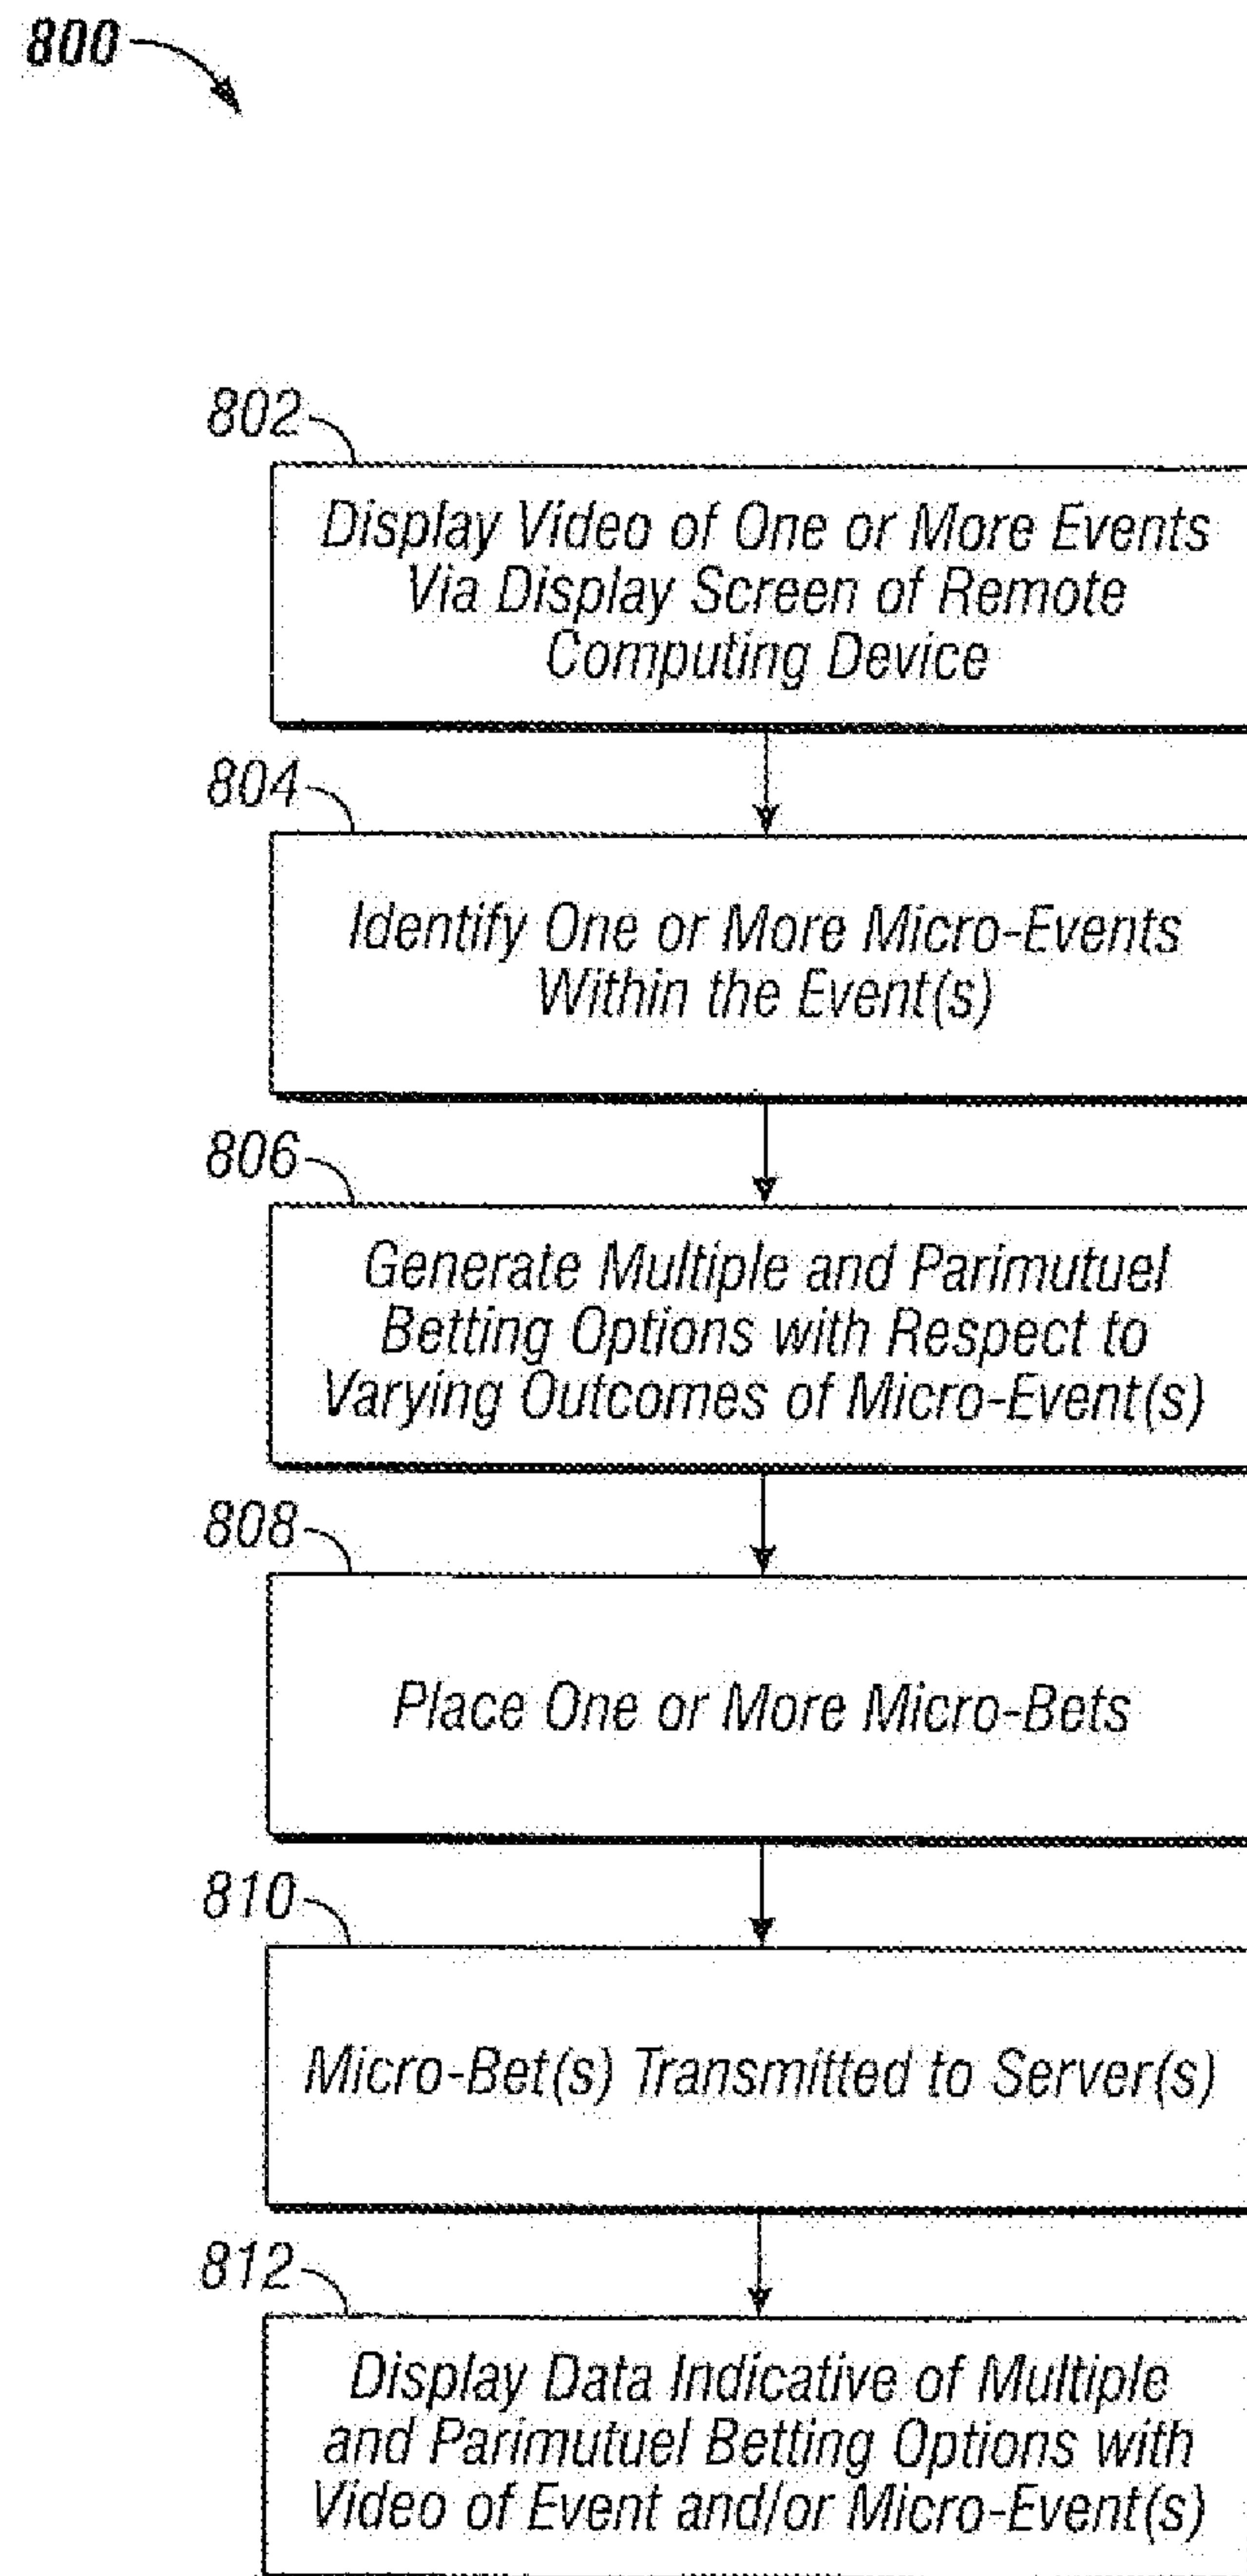 800
802
Display Video of One or More Events
Via Display Screen of Remote
Computing Device
804
Identify One or More Micro-Events
Within the Event(s)
806
Generate Multiple and Parimutuel
Betting Options with Respect to
Varying Outcomes of Micro-Event(s)
808
Place One or More Micro-Bets
810
Micro-Bet(s) Transmitted to Server(s)
812
Display Data Indicative of Multiple
and Parimutuel Betting Options with
Video of Event and/or Micro-Event(s)